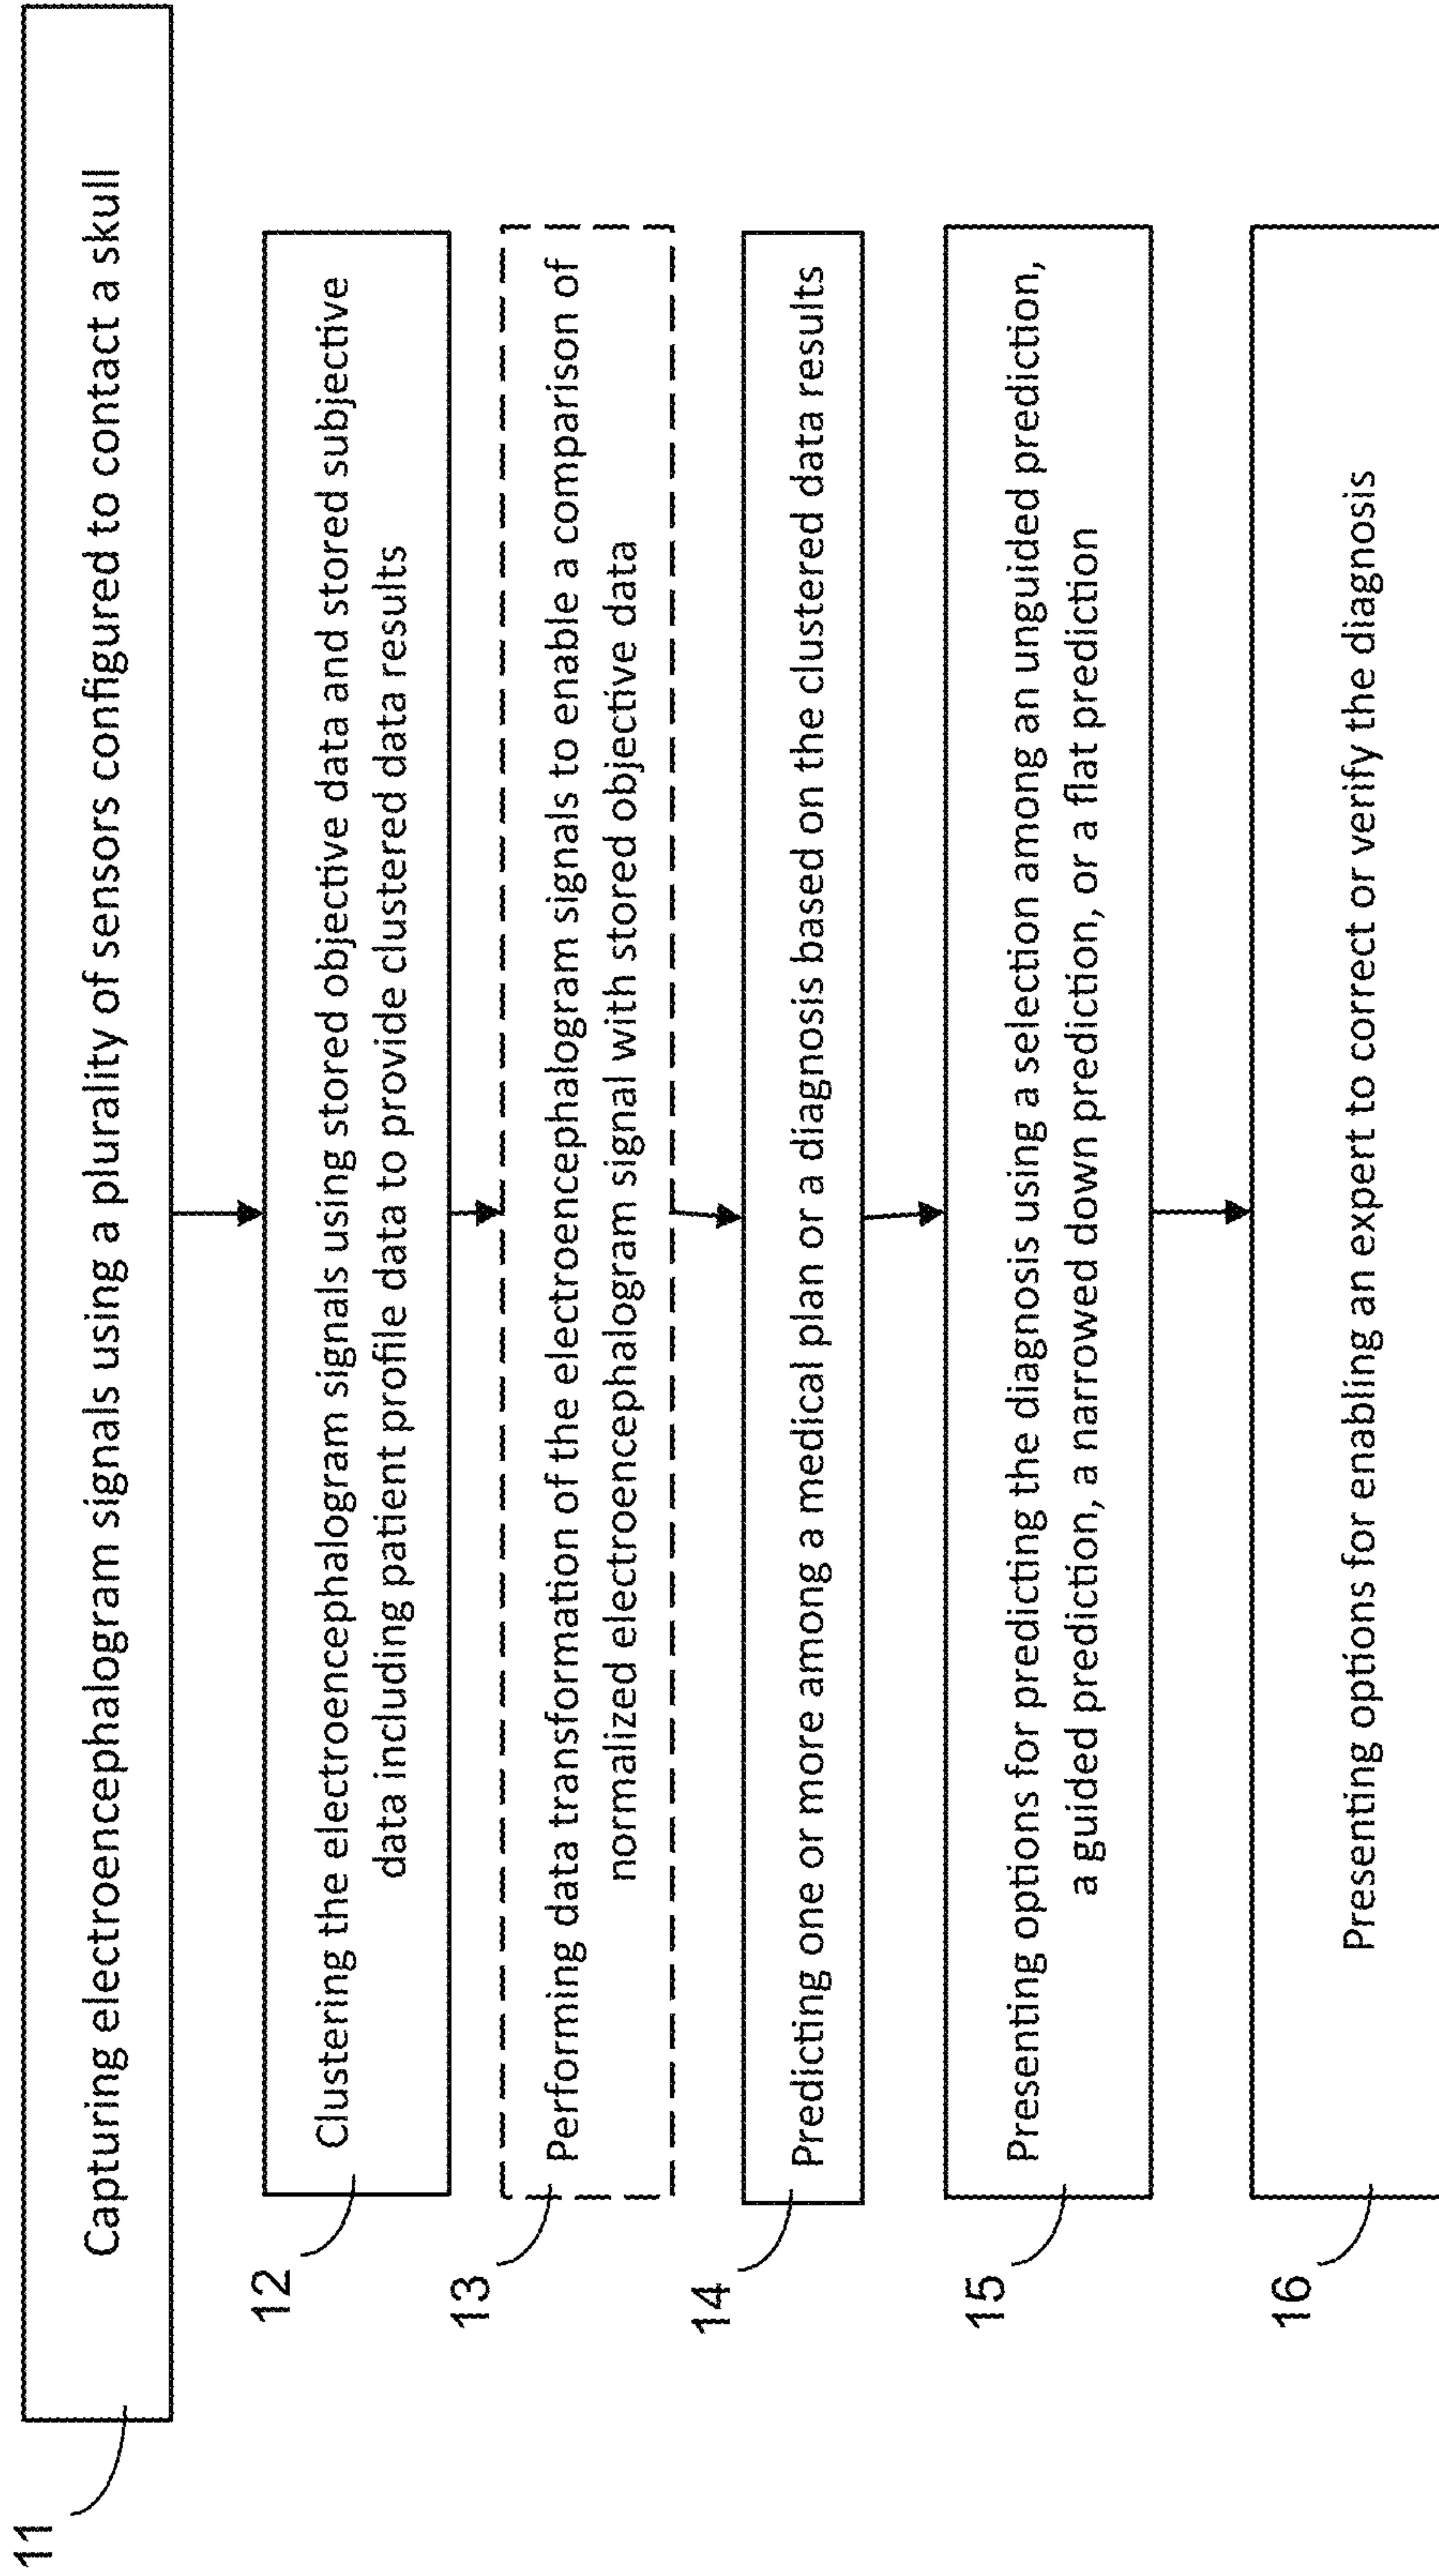 11
Capturing electroencephalogram signals using a plurality of sensors configured to contact a skull
12
Clustering the electroencephalogram signals using stored objective data and stored subjective
data including patient profile data to provide clustered data results
13
Performing data transformation of the electroencephalogram signals to enable a comparison of
normalized electroencephalogram signal with stored objective data
14
Predicting one or more among a medical plan or a diagnosis based on the clustered data results
15
Presenting options for predicting the diagnosis using a selection among an unguided prediction,
a guided prediction, a narrowed down prediction, or a flat prediction
16
Presenting options for enabling an expert to correct or verify the diagnosis